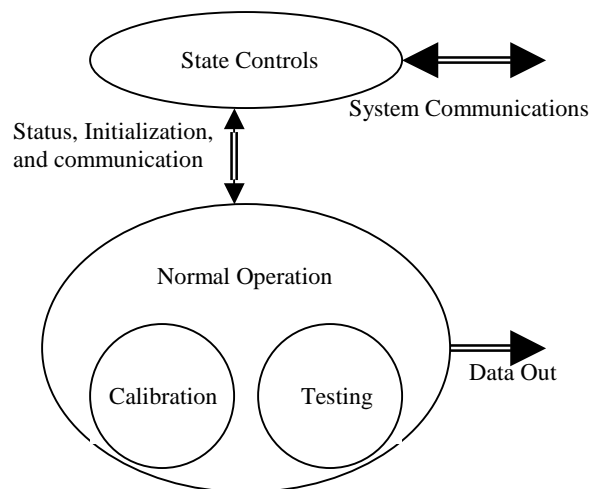 State Controls
System Communications
Status, Initialization,
and communication
Normal Operation
Calibration
Testing
Data Out